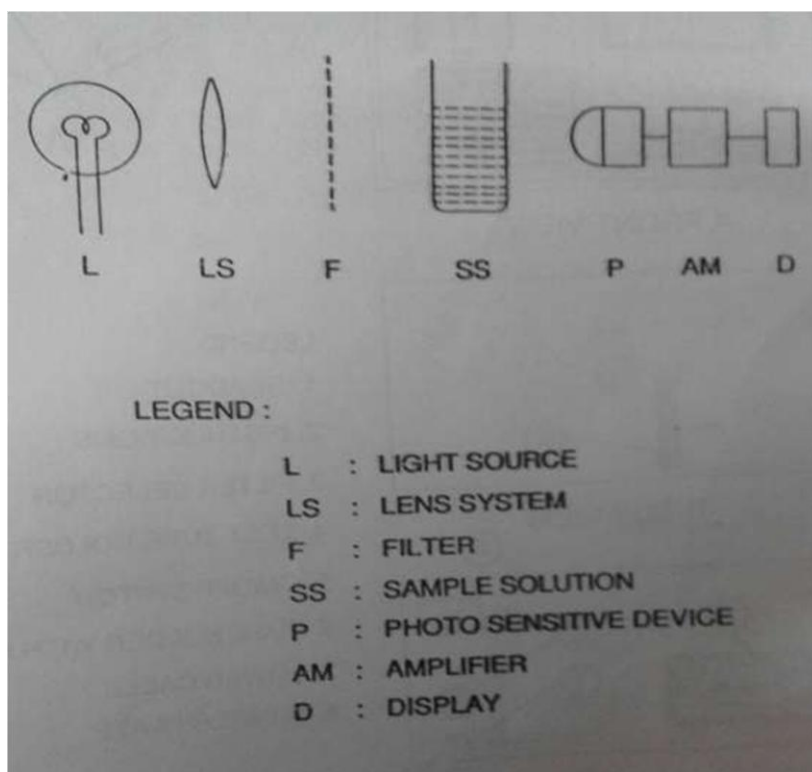 L LS F SS P AM D
LEGEND :
L : LIGHT SOURCE
LS : LENS SYSTEM
F : FILTER
SS : SAMPLE SOLUTION
P : PHOTO SENSITIVE DEVICE
AM : AMPLIFIER
D : DISPLAY